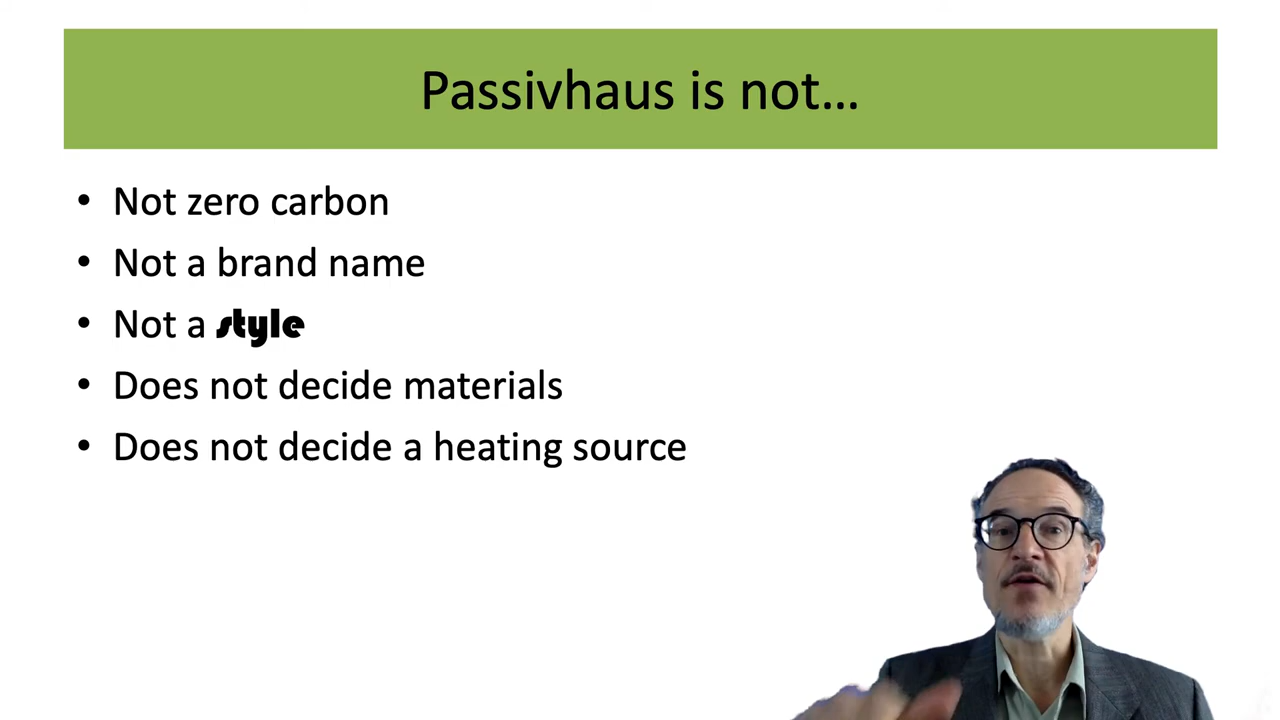 Passivhaus is not…
• Not zero carbon
• Not a brand name
• Not a style
• Does not decide materials
• Does not decide a heating source